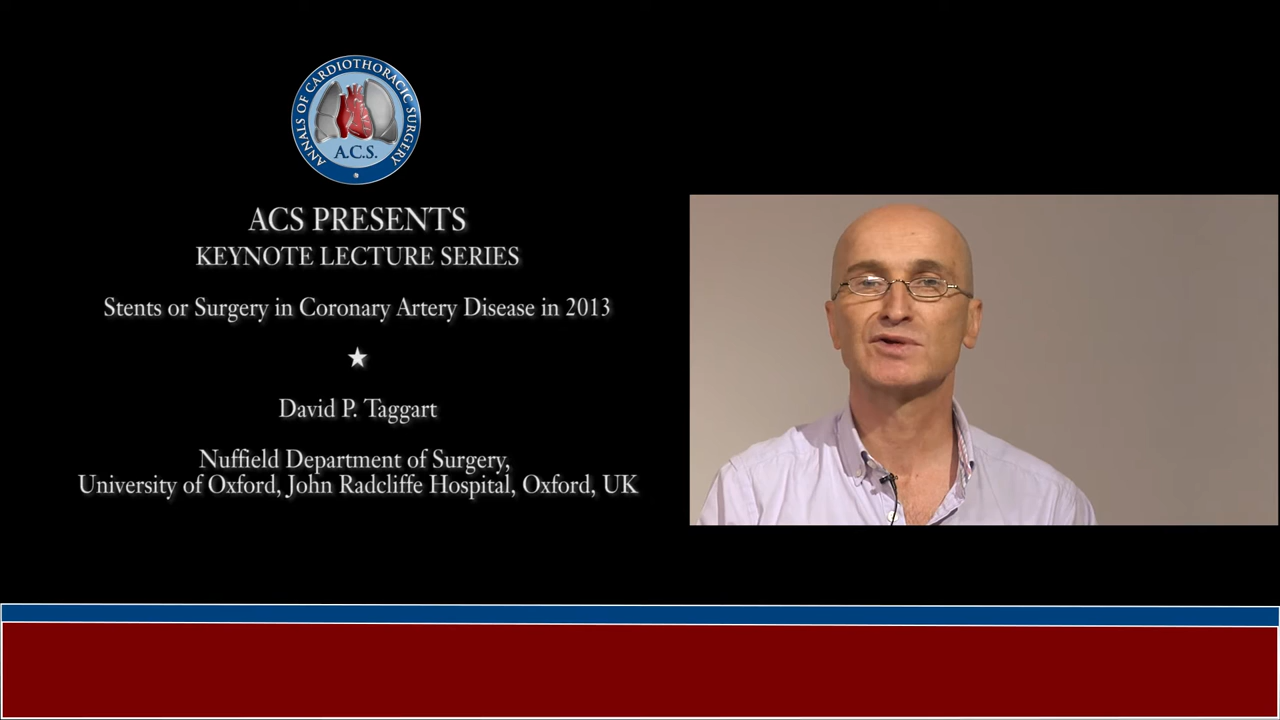 ANNALS OF CARDIOTHORACIC SURGERY
A.C.S.
ACS PRESENTS
KEYNOTE LECTURE SERIES
Stents or Surgery in Coronary Artery Disease in 2013
David P. Taggart
Nuffield Department of Surgery,
University of Oxford, John Radcliffe Hospital, Oxford, UK